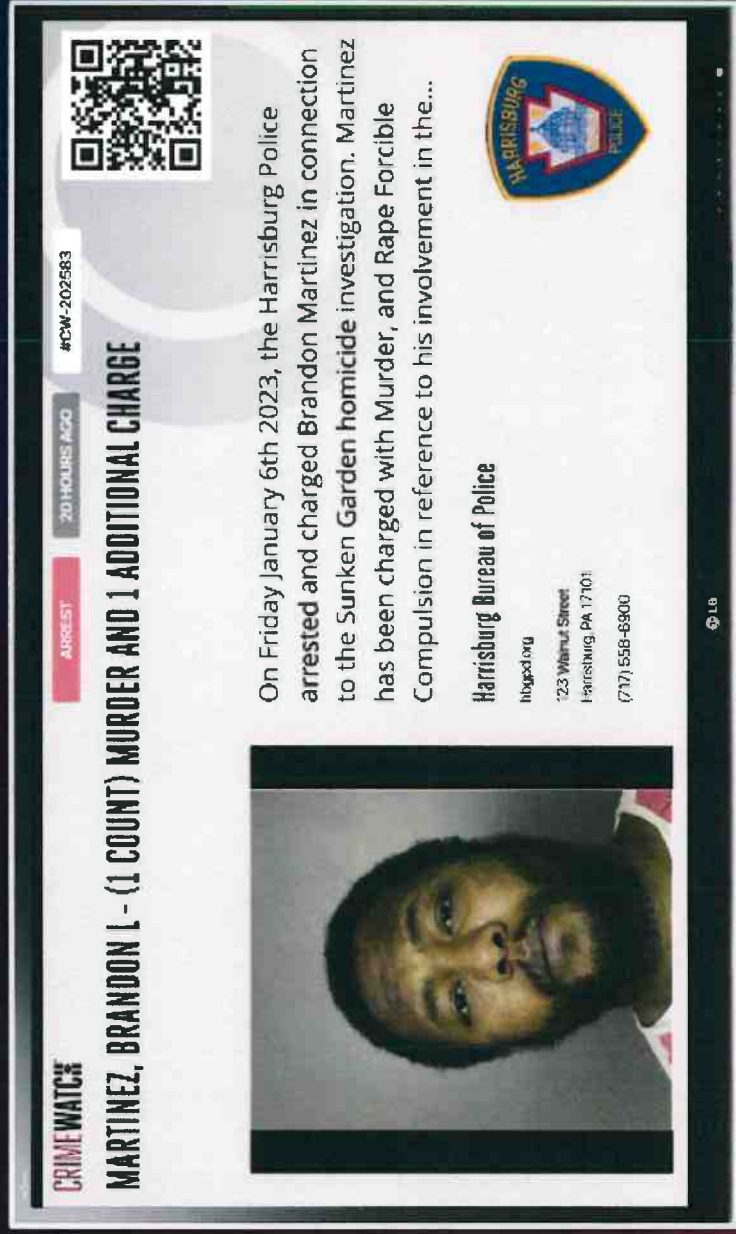 CRIMEWATCH
ARREST
20 HOURS AGO
#CW-202583
MARTINEZ, BRANDON L - (1 COUNT) MURDER AND 1 ADDITIONAL CHARGE
On Friday January 6th 2023, the Harrisburg Police
arrested and charged Brandon Martinez in connection
to the Sunken Garden homicide investigation. Martinez
has been charged with Murder, and Rape Forcible
Compulsion in reference to his involvement in the...
Harrisburg Bureau of Police
hbgpd.org
123 Walnut Street
Harrisburg, PA 17101
(717) 558-6900
HARRISBURG
POLICE
LG